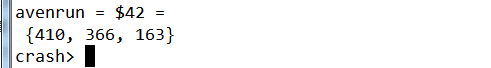 avenrun = $42 =
 {410, 366, 163}
crash>